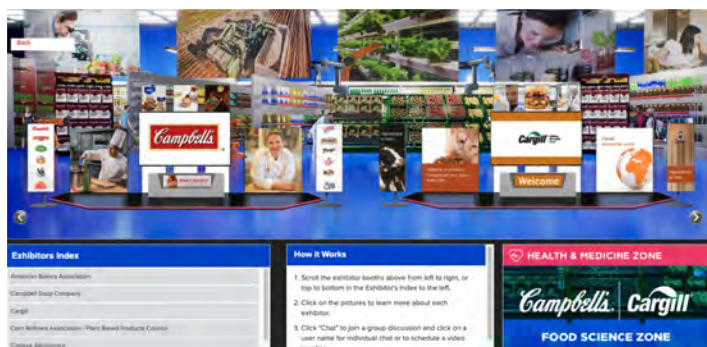 Back
Campbell's
Cargill
Welcome
Exhibitors Index
American Bakers Association
Campbell Soup Company
Cargill
Corn Refiners Association / Plant Based Products Council
How it Works
1. Scroll the exhibitor booths above from left to right, or
top to bottom in the Exhibitor's Index to the left.
2. Click on the pictures to learn more about each
exhibitor.
3. Click "Chat" to join a group discussion and click on a
user name for individual chat or to schedule a video
HEALTH & MEDICINE ZONE
Campbell's Cargill
FOOD SCIENCE ZONE